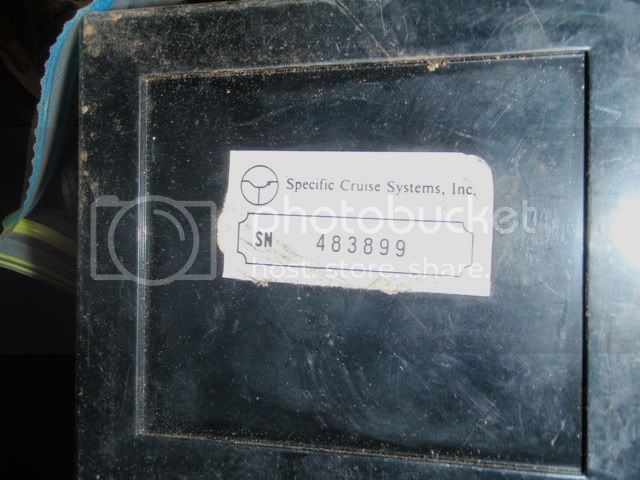 Specific Cruise Systems, Inc.
photobucket
SN 483899
host. store. share.